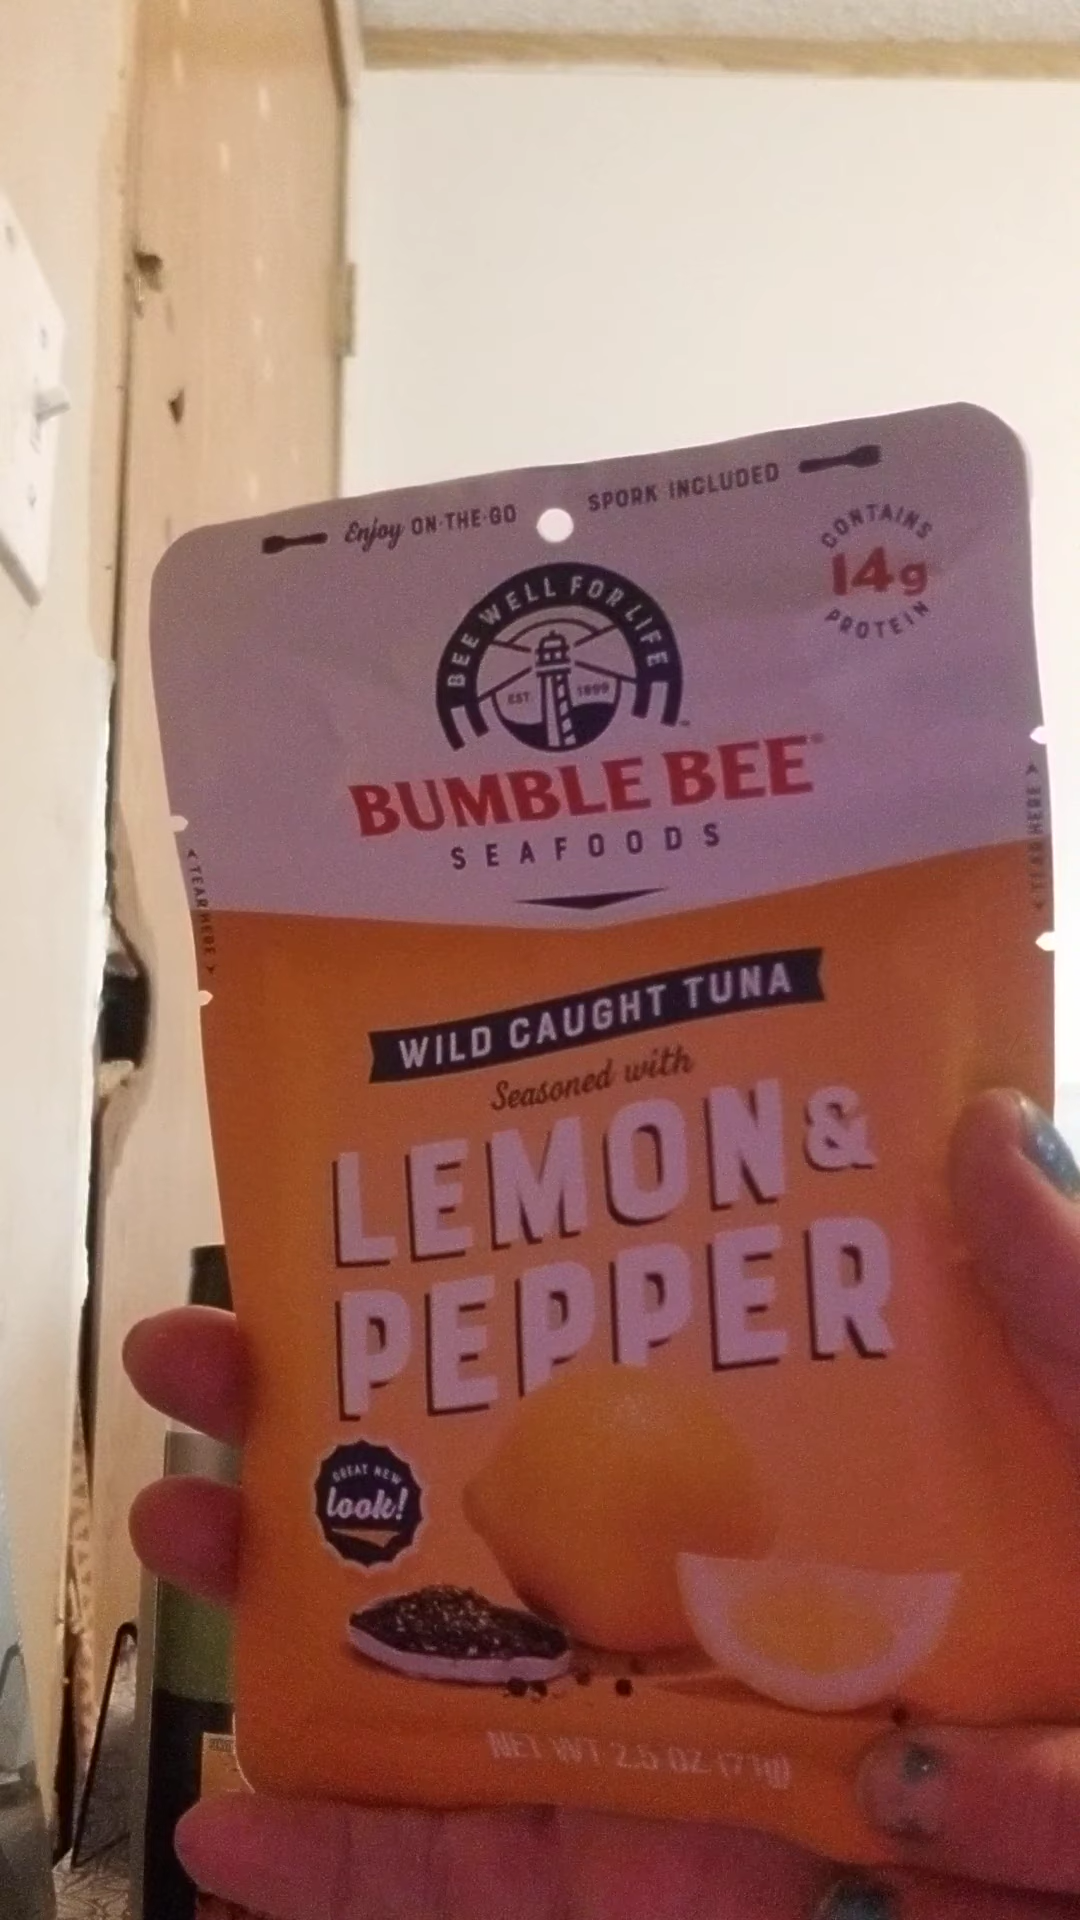 Enjoy ON-THE-GO
SPORK INCLUDED
CONTAINS
14g
PROTEIN
BEE WELL FOR LIFE
EST 1899
BUMBLE BEE®
SEAFOODS
< TEAR HERE >
< TEAR HERE >
WILD CAUGHT TUNA
Seasoned with
LEMON &
PEPPER
GREAT NEW
look!
NET WT 2.5 OZ (71g)